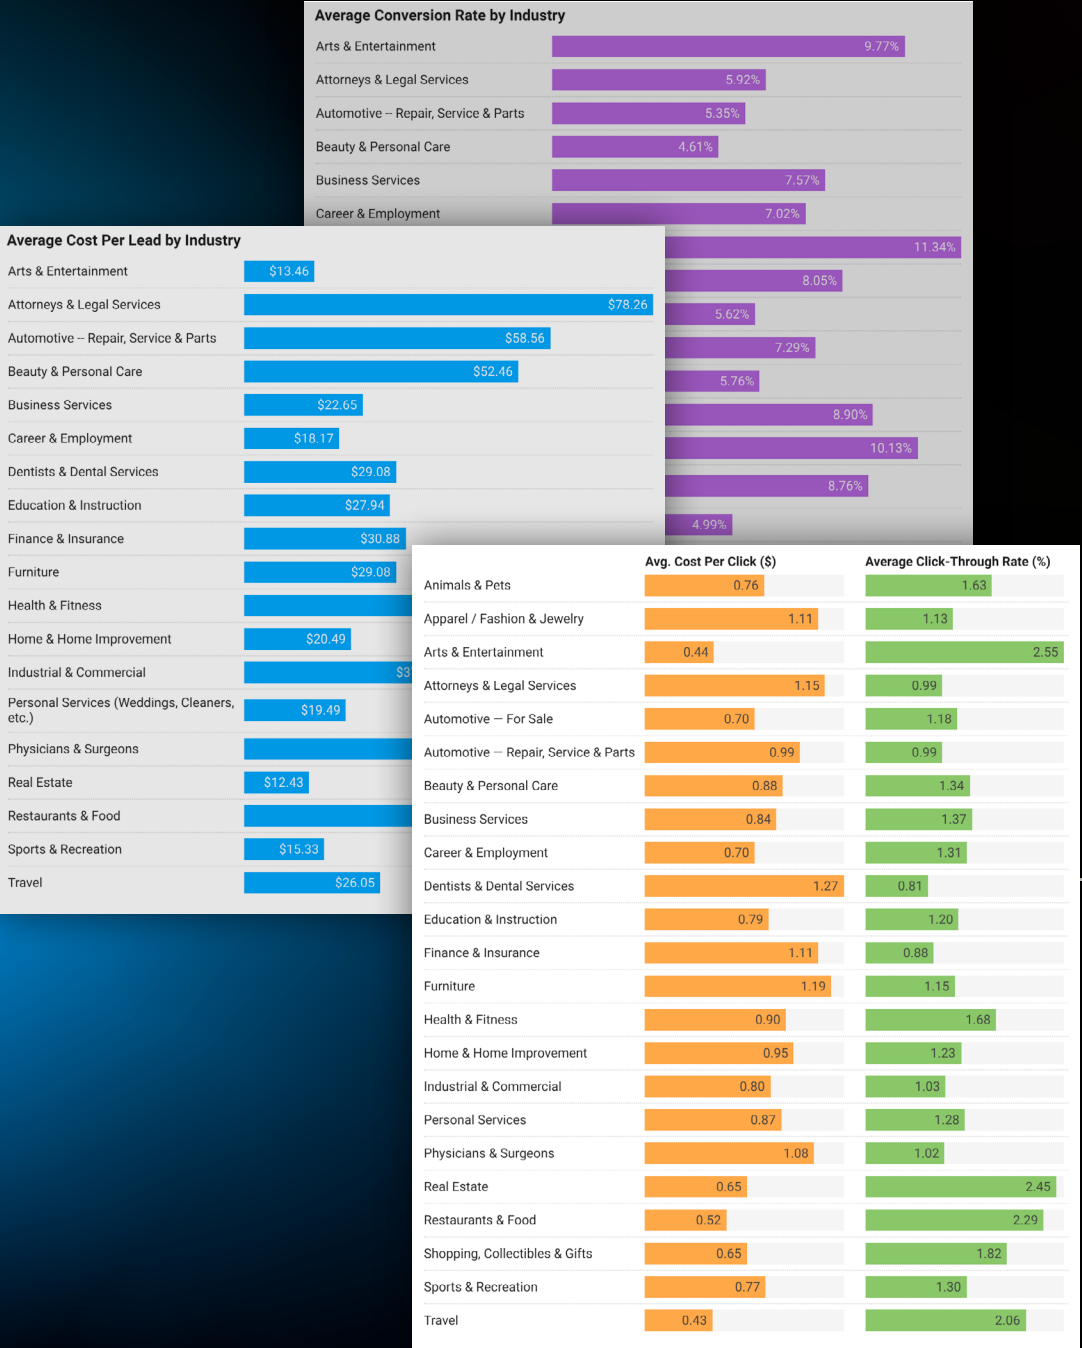 Average Conversion Rate by Industry
Arts & Entertainment 9.77%
Attorneys & Legal Services 5.92%
Automotive -- Repair, Service & Parts 5.35%
Beauty & Personal Care 4.61%
Business Services 7.57%
Career & Employment 7.02%
11.34%
8.05%
5.62%
7.29%
5.76%
8.90%
10.13%
8.76%
4.99%
Average Cost Per Lead by Industry
Arts & Entertainment $13.46
Attorneys & Legal Services $78.26
Automotive -- Repair, Service & Parts $58.56
Beauty & Personal Care $52.46
Business Services $22.65
Career & Employment $18.17
Dentists & Dental Services $29.08
Education & Instruction $27.94
Finance & Insurance $30.88
Furniture $29.08
Health & Fitness
Home & Home Improvement $20.49
Industrial & Commercial
Personal Services (Weddings, Cleaners,
etc.) $19.49
Physicians & Surgeons
Real Estate $12.43
Restaurants & Food
Sports & Recreation $15.33
Travel $26.05
Avg. Cost Per Click ($) Average Click-Through Rate (%)
Animals & Pets 0.76 1.63
Apparel / Fashion & Jewelry 1.11 1.13
Arts & Entertainment 0.44 2.55
Attorneys & Legal Services 1.15 0.99
Automotive — For Sale 0.70 1.18
Automotive — Repair, Service & Parts 0.99 0.99
Beauty & Personal Care 0.88 1.34
Business Services 0.84 1.37
Career & Employment 0.70 1.31
Dentists & Dental Services 1.27 0.81
Education & Instruction 0.79 1.20
Finance & Insurance 1.11 0.88
Furniture 1.19 1.15
Health & Fitness 0.90 1.68
Home & Home Improvement 0.95 1.23
Industrial & Commercial 0.80 1.03
Personal Services 0.87 1.28
Physicians & Surgeons 1.08 1.02
Real Estate 0.65 2.45
Restaurants & Food 0.52 2.29
Shopping, Collectibles & Gifts 0.65 1.82
Sports & Recreation 0.77 1.30
Travel 0.43 2.06